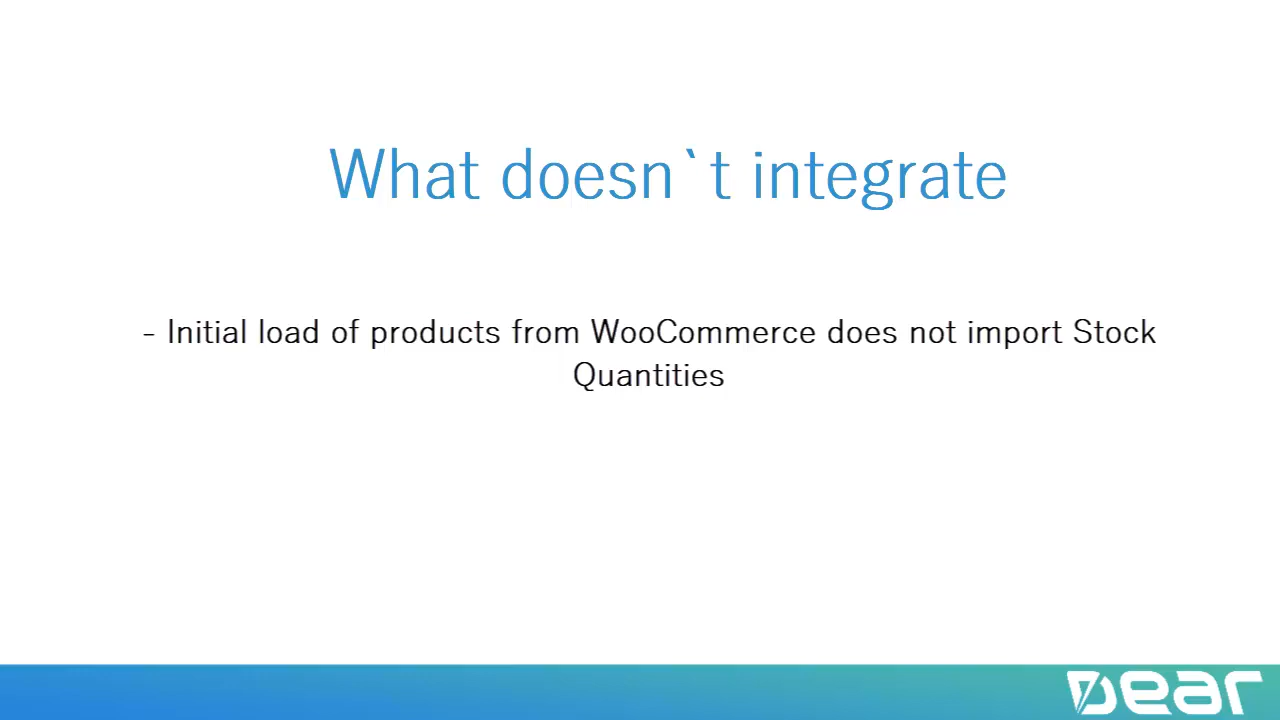 What doesn`t integrate
- Initial load of products from WooCommerce does not import Stock
Quantities
Dear